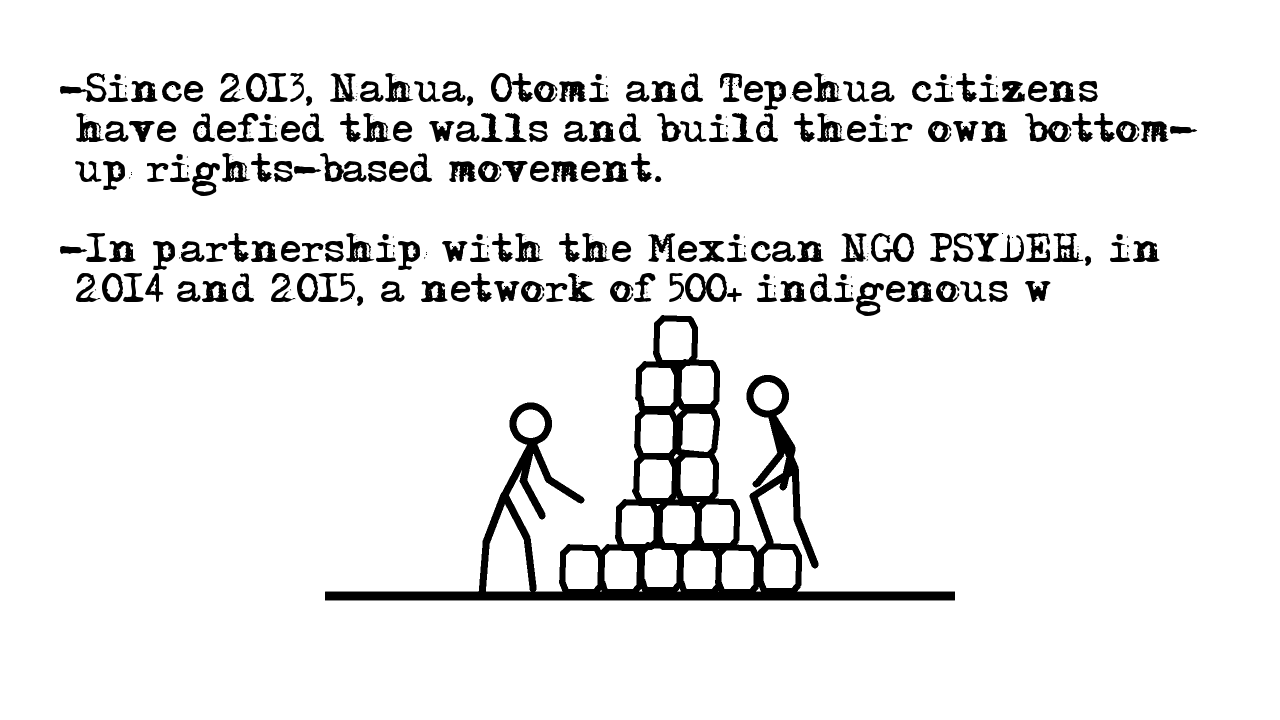 -Since 2013, Nahua, Otomi and Tepehua citizens
have defied the walls and build their own bottom-
up rights-based movement.
-In partnership with the Mexican NGO PSYDEH, in
2014 and 2015, a network of 500+ indigenous w